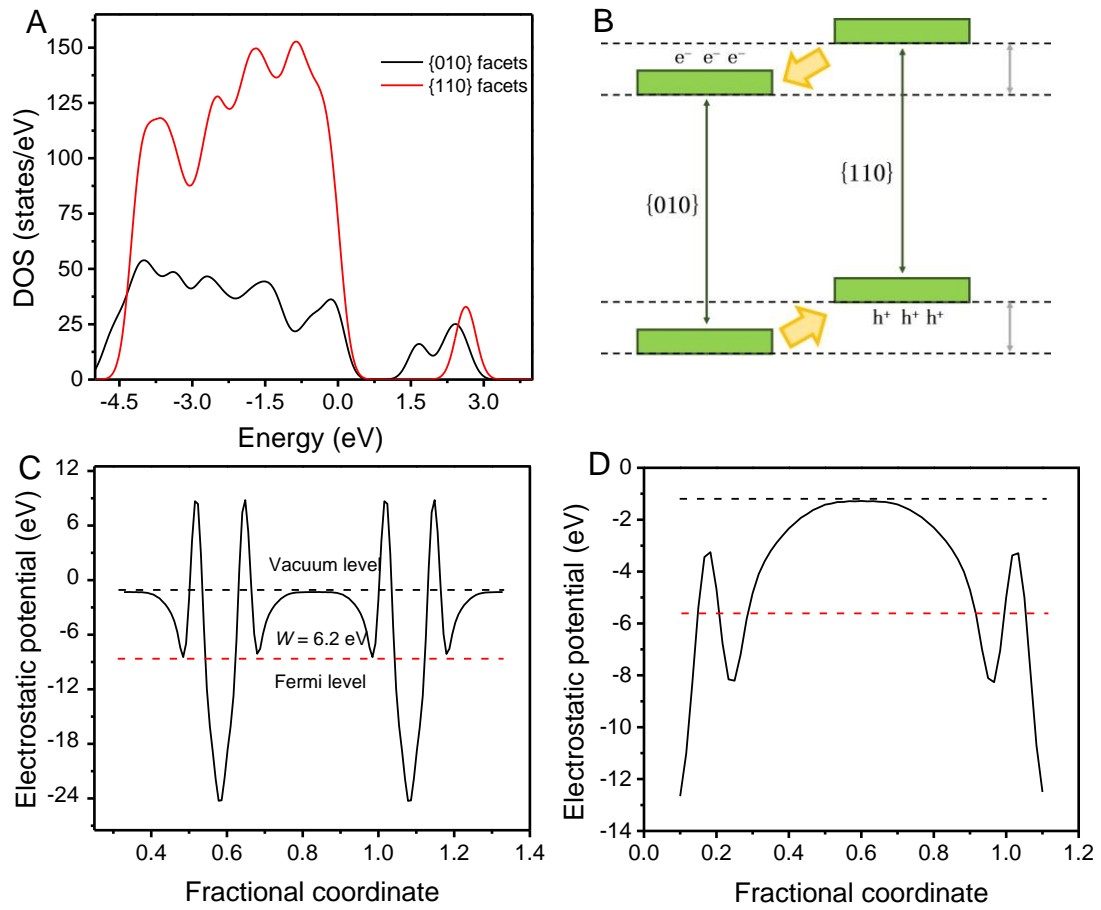 A
DOS (states/eV)
150
125
100
75
50
25
0
{010} facets
{110} facets
-4.5 -3.0 -1.5 0.0 1.5 3.0
Energy (eV)
B
e⁻ e⁻ e⁻
{010}
{110}
h⁺ h⁺ h⁺
C
Electrostatic potential (eV)
12
6
0
-6
-12
-18
-24
Vacuum level
W = 6.2 eV
Fermi level
0.4 0.6 0.8 1.0 1.2 1.4
Fractional coordinate
D
Electrostatic potential (eV)
0
-2
-4
-6
-8
-10
-12
-14
0.0 0.2 0.4 0.6 0.8 1.0 1.2
Fractional coordinate